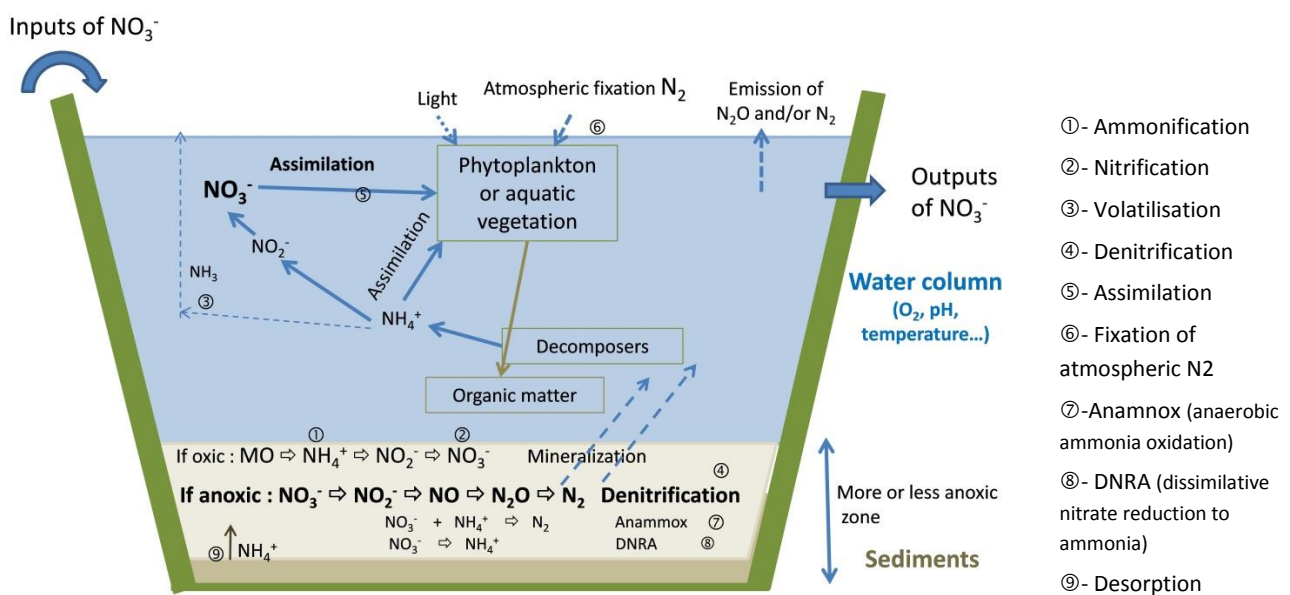 Inputs of NO₃⁻
Light
Atmospheric fixation N₂
⑥
Emission of
N₂O and/or N₂
Assimilation
NO₃⁻
⑤
Phytoplankton
or aquatic
vegetation
Outputs
of NO₃⁻
NO₂⁻
Assimilation
NH₃
③
NH₄⁺
Water column
(O₂, pH,
temperature…)
Decomposers
Organic matter
① ②
If oxic : MO ⇨ NH₄⁺ ⇨ NO₂⁻ ⇨ NO₃⁻ Mineralization
④
If anoxic : NO₃⁻ ⇨ NO₂⁻ ⇨ NO ⇨ N₂O ⇨ N₂ Denitrification
NO₃⁻ + NH₄⁺ ⇨ N₂ Anammox ⑦
NO₃⁻ ⇨ NH₄⁺ DNRA ⑧
⑨ NH₄⁺
More or less anoxic
zone
Sediments
①- Ammonification
②- Nitrification
③- Volatilisation
④- Denitrification
⑤- Assimilation
⑥- Fixation of
atmospheric N2
⑦-Anamnox (anaerobic
ammonia oxidation)
⑧- DNRA (dissimilative
nitrate reduction to
ammonia)
⑨- Desorption